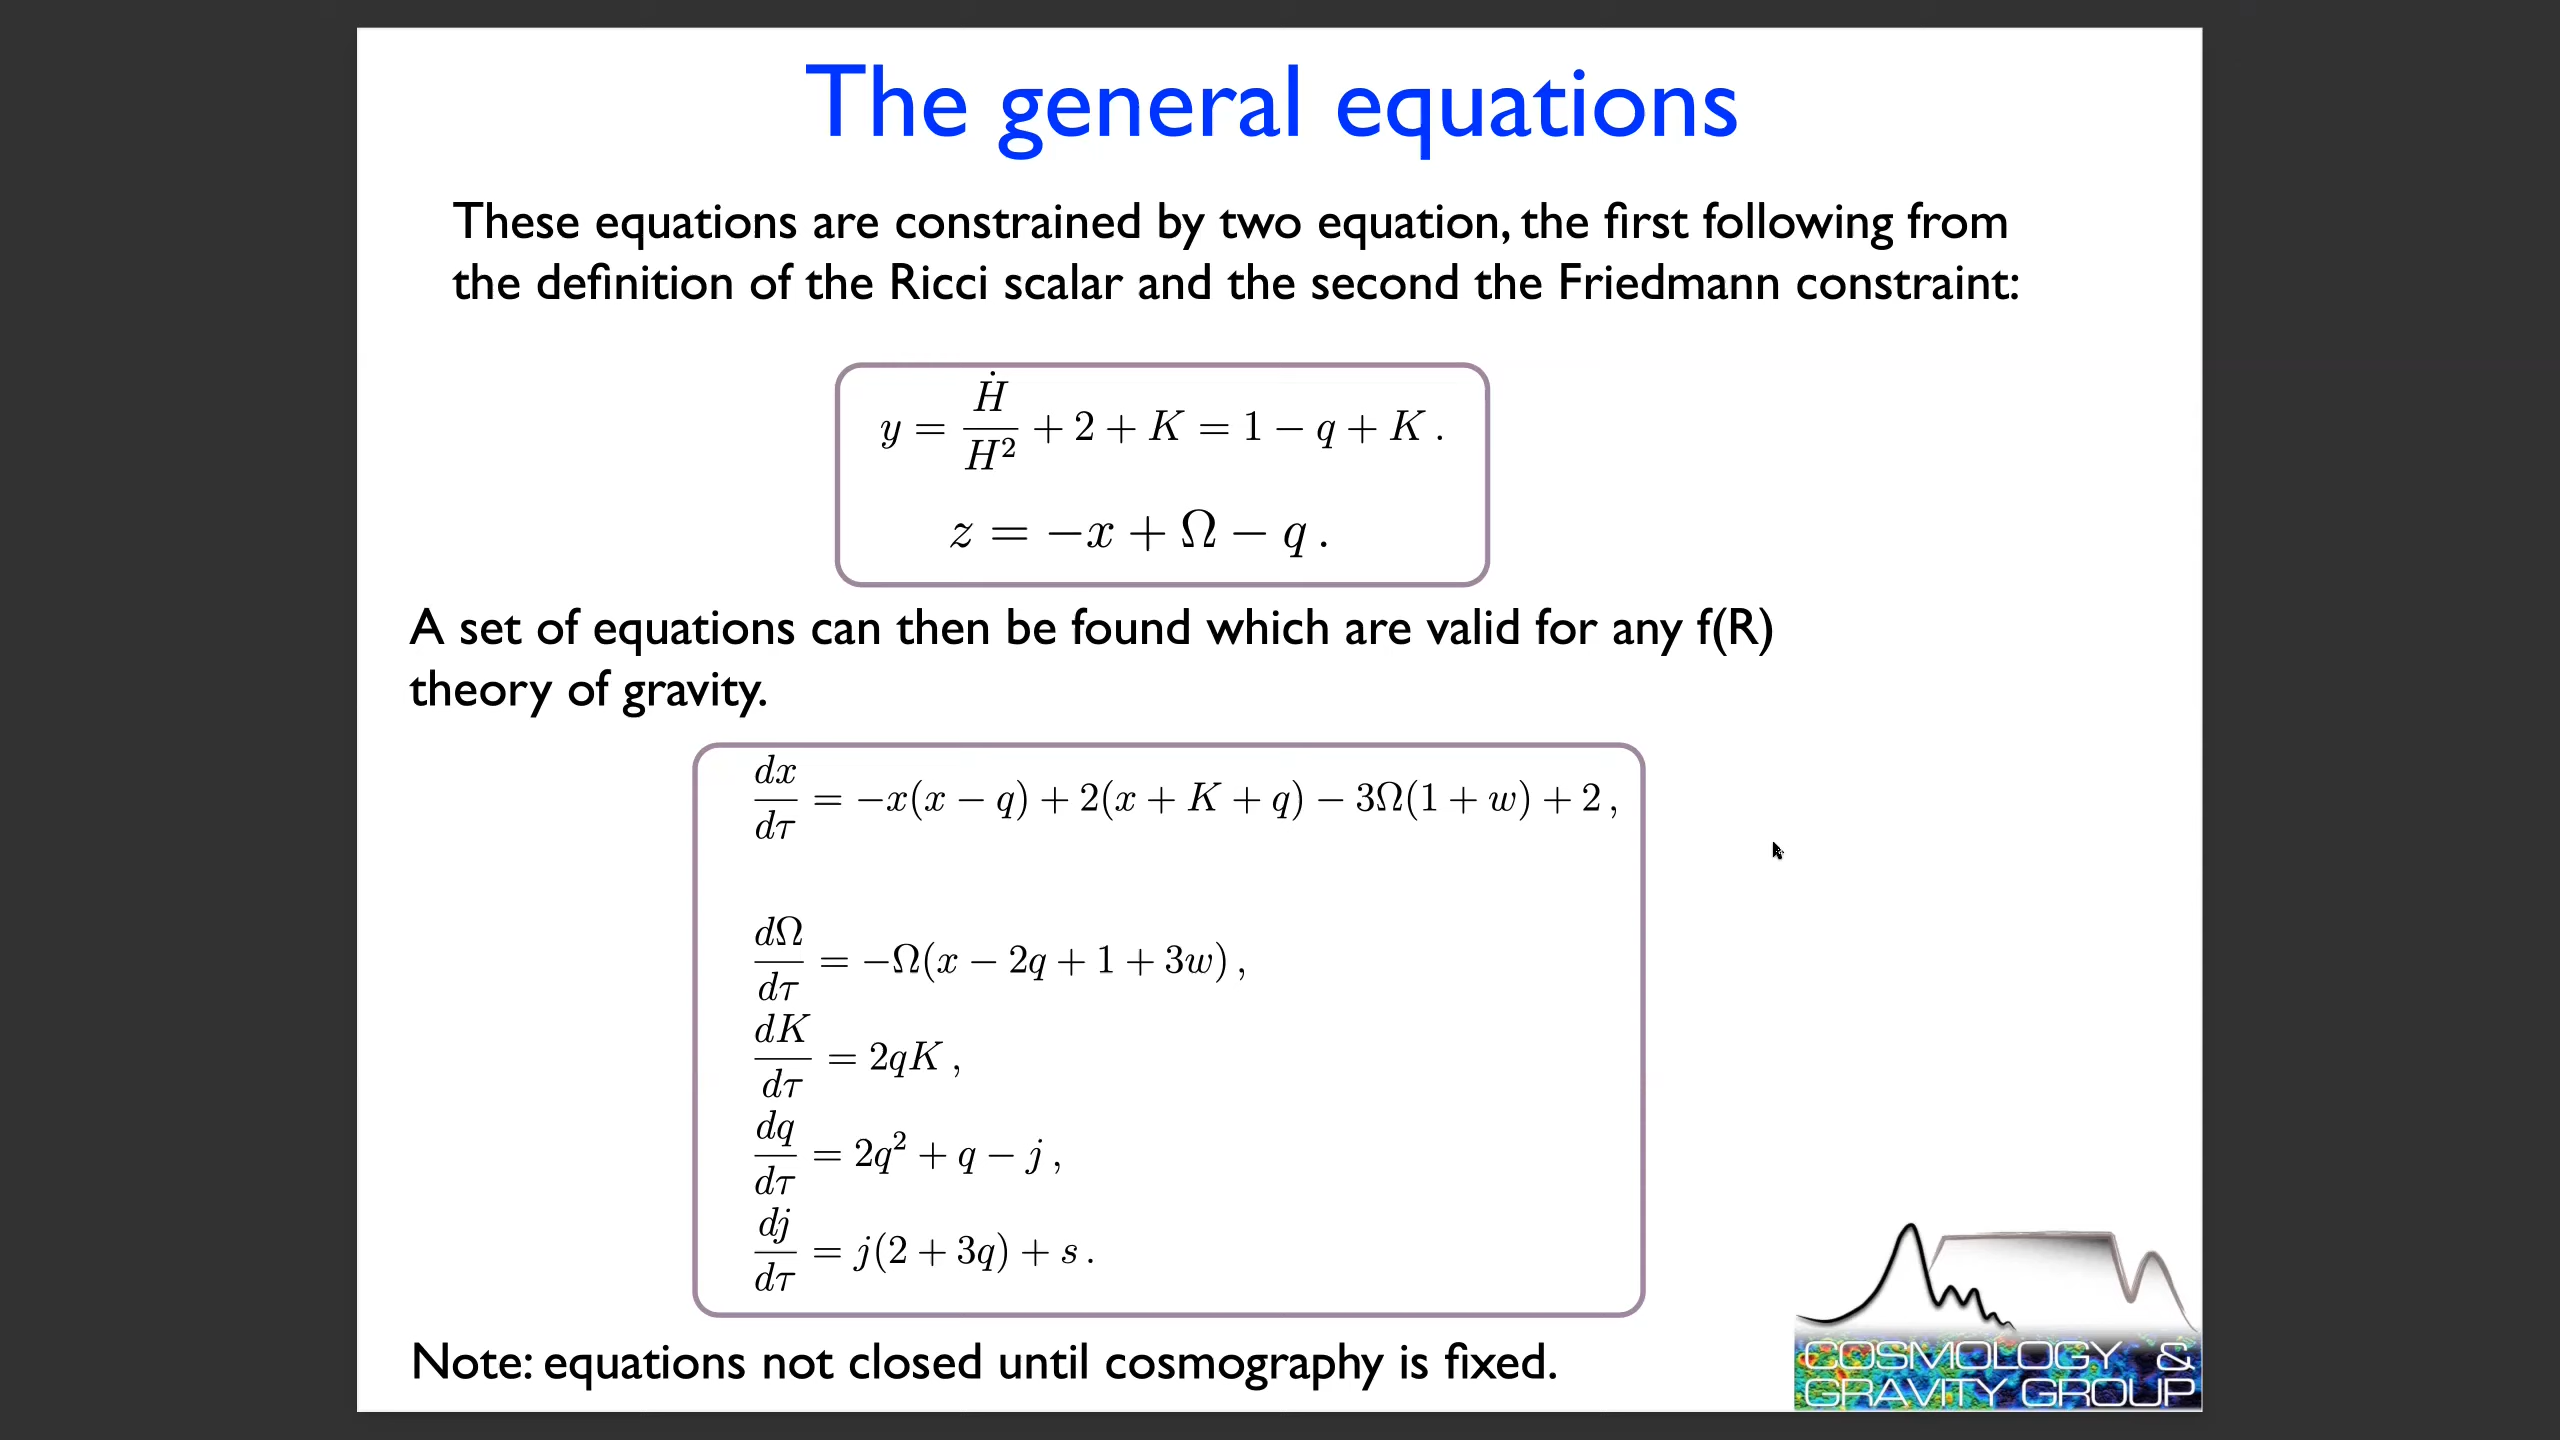 The general equations
These equations are constrained by two equation, the first following from
the definition of the Ricci scalar and the second the Friedmann constraint:
y = Ḣ/H² + 2 + K = 1 − q + K .
z = −x + Ω − q .
A set of equations can then be found which are valid for any f(R)
theory of gravity.
dx/dτ = −x(x − q) + 2(x + K + q) − 3Ω(1 + w) + 2 ,
dΩ/dτ = −Ω(x − 2q + 1 + 3w) ,
dK/dτ = 2qK ,
dq/dτ = 2q² + q − j ,
dj/dτ = j(2 + 3q) + s .
Note: equations not closed until cosmography is fixed.
COSMOLOGY &
GRAVITY GROUP